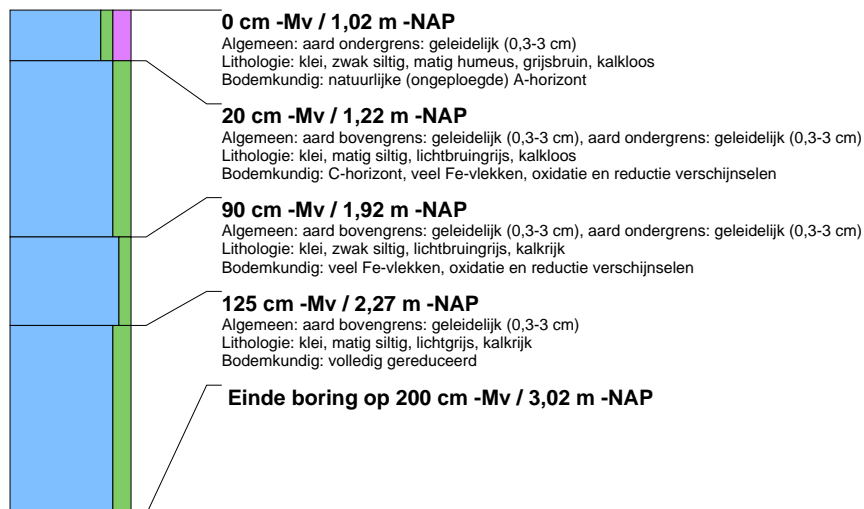 0 cm -Mv / 1,02 m -NAP
Algemeen: aard ondergrens: geleidelijk (0,3-3 cm)
Lithologie: klei, zwak siltig, matig humeus, grijsbruin, kalkloos
Bodemkundig: natuurlijke (ongeploegde) A-horizont
20 cm -Mv / 1,22 m -NAP
Algemeen: aard bovengrens: geleidelijk (0,3-3 cm), aard ondergrens: geleidelijk (0,3-3 cm)
Lithologie: klei, matig siltig, lichtbruingrijs, kalkloos
Bodemkundig: C-horizont, veel Fe-vlekken, oxidatie en reductie verschijnselen
90 cm -Mv / 1,92 m -NAP
Algemeen: aard bovengrens: geleidelijk (0,3-3 cm), aard ondergrens: geleidelijk (0,3-3 cm)
Lithologie: klei, zwak siltig, lichtbruingrijs, kalkrijk
Bodemkundig: veel Fe-vlekken, oxidatie en reductie verschijnselen
125 cm -Mv / 2,27 m -NAP
Algemeen: aard bovengrens: geleidelijk (0,3-3 cm)
Lithologie: klei, matig siltig, lichtgrijs, kalkrijk
Bodemkundig: volledig gereduceerd
Einde boring op 200 cm -Mv / 3,02 m -NAP